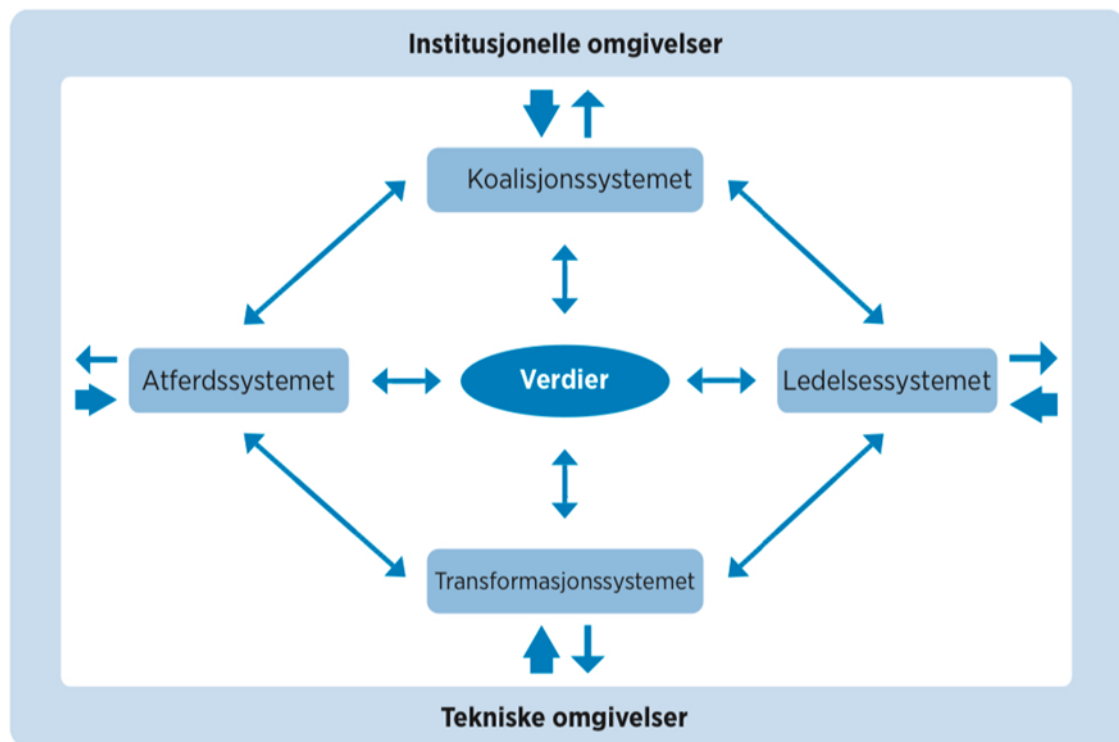 Institusjonelle omgivelser
Koalisjonssystemet
Atferdssystemet
Verdier
Ledelsessystemet
Transformasjonssystemet
Tekniske omgivelser